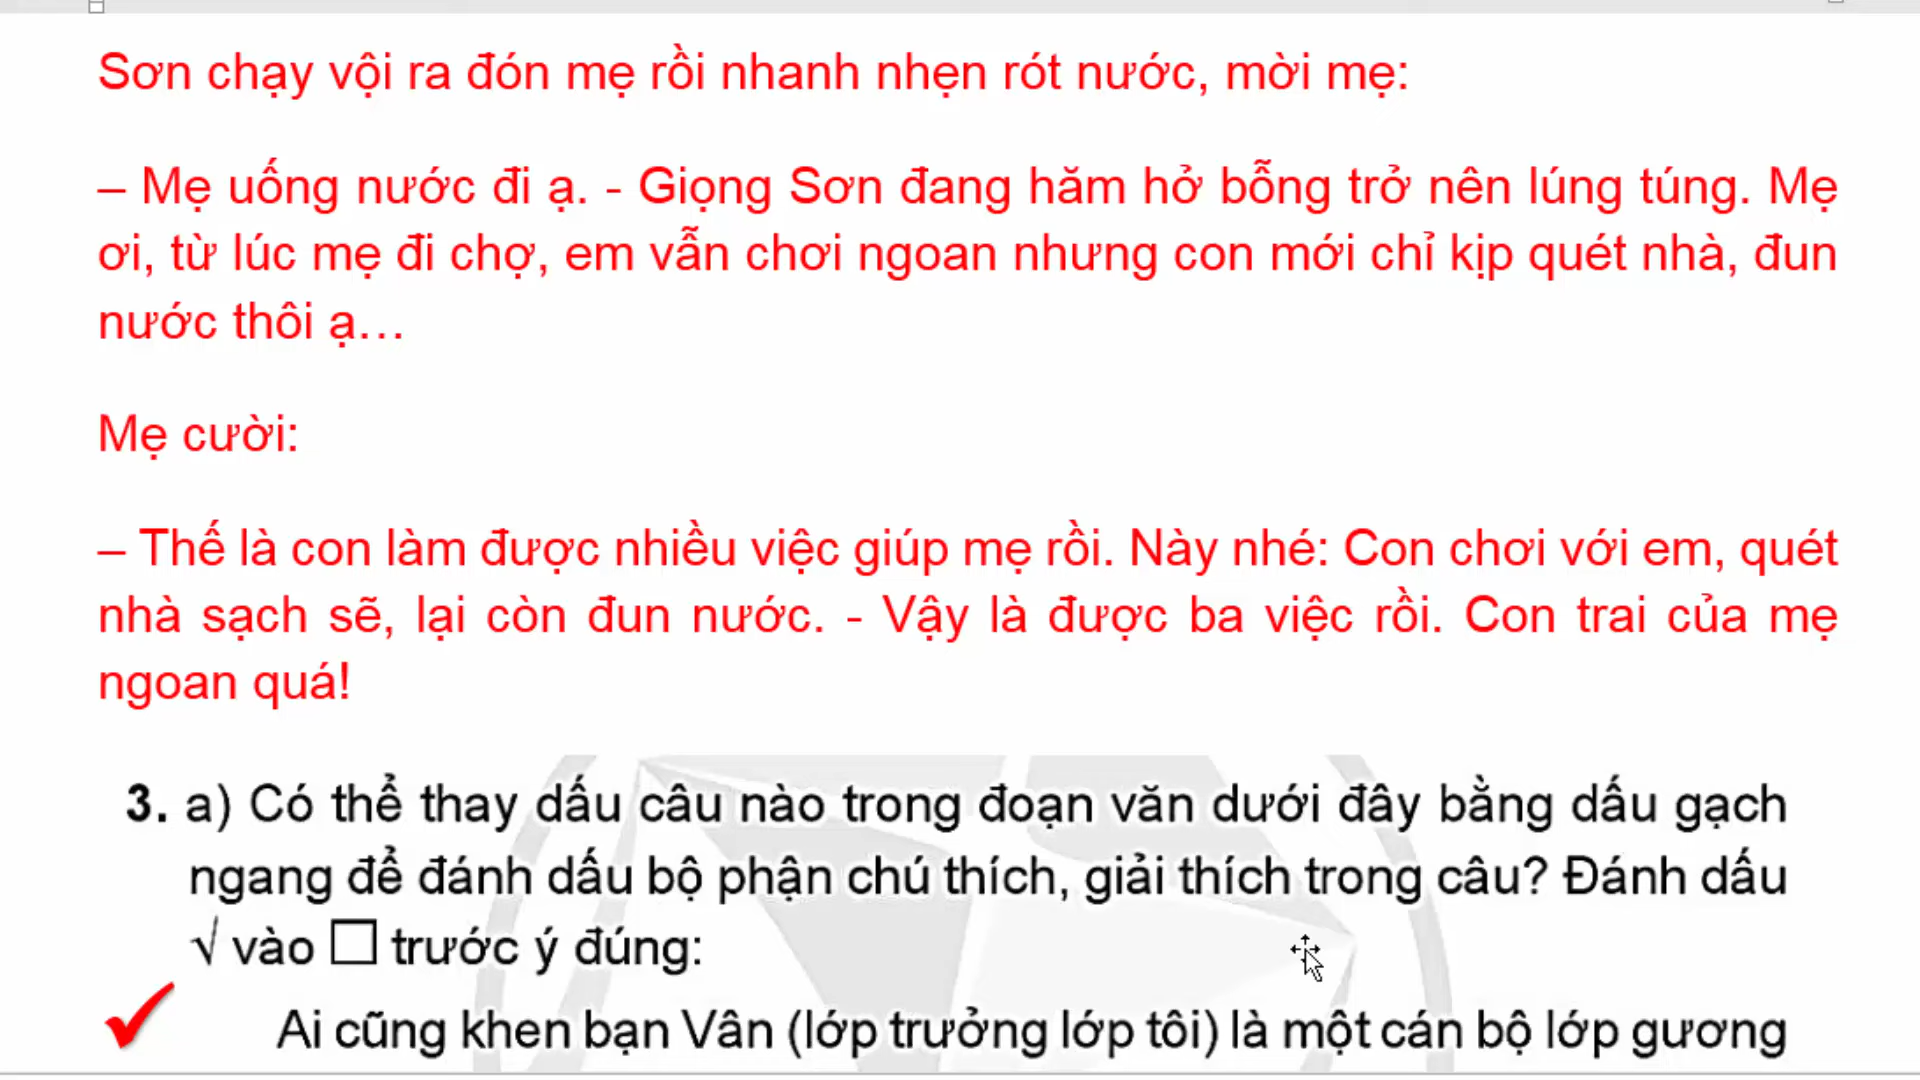 Sơn chạy vội ra đón mẹ rồi nhanh nhẹn rót nước, mời mẹ:
– Mẹ uống nước đi ạ. - Giọng Sơn đang hăm hở bỗng trở nên lúng túng. Mẹ
ơi, từ lúc mẹ đi chợ, em vẫn chơi ngoan nhưng con mới chỉ kịp quét nhà, đun
nước thôi ạ…
Mẹ cười:
– Thế là con làm được nhiều việc giúp mẹ rồi. Này nhé: Con chơi với em, quét
nhà sạch sẽ, lại còn đun nước. - Vậy là được ba việc rồi. Con trai của mẹ
ngoan quá!
3. a) Có thể thay dấu câu nào trong đoạn văn dưới đây bằng dấu gạch
ngang để đánh dấu bộ phận chú thích, giải thích trong câu? Đánh dấu
√ vào □ trước ý đúng:
Ai cũng khen bạn Vân (lớp trưởng lớp tôi) là một cán bộ lớp gương